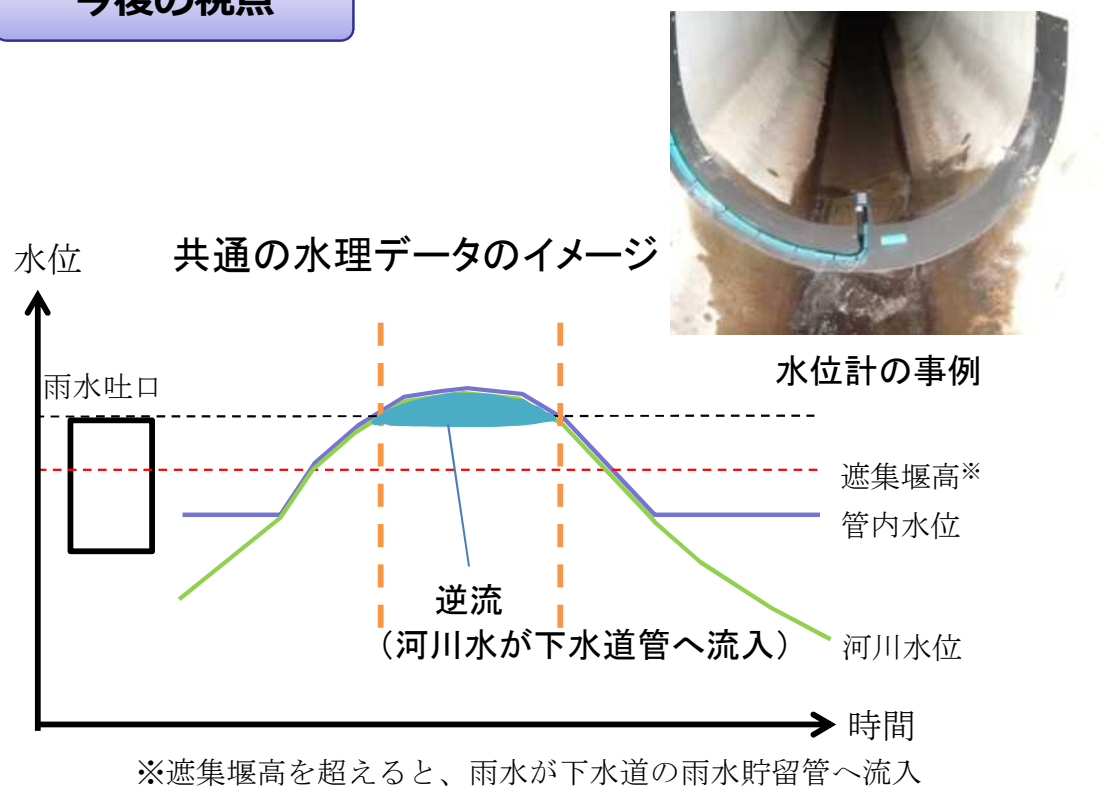 今後の視点
水位
共通の水理データのイメージ
水位計の事例
雨水吐口
遮集堰高※
管内水位
逆流
（河川水が下水道管へ流入）
河川水位
時間
※遮集堰高を超えると、雨水が下水道の雨水貯留管へ流入